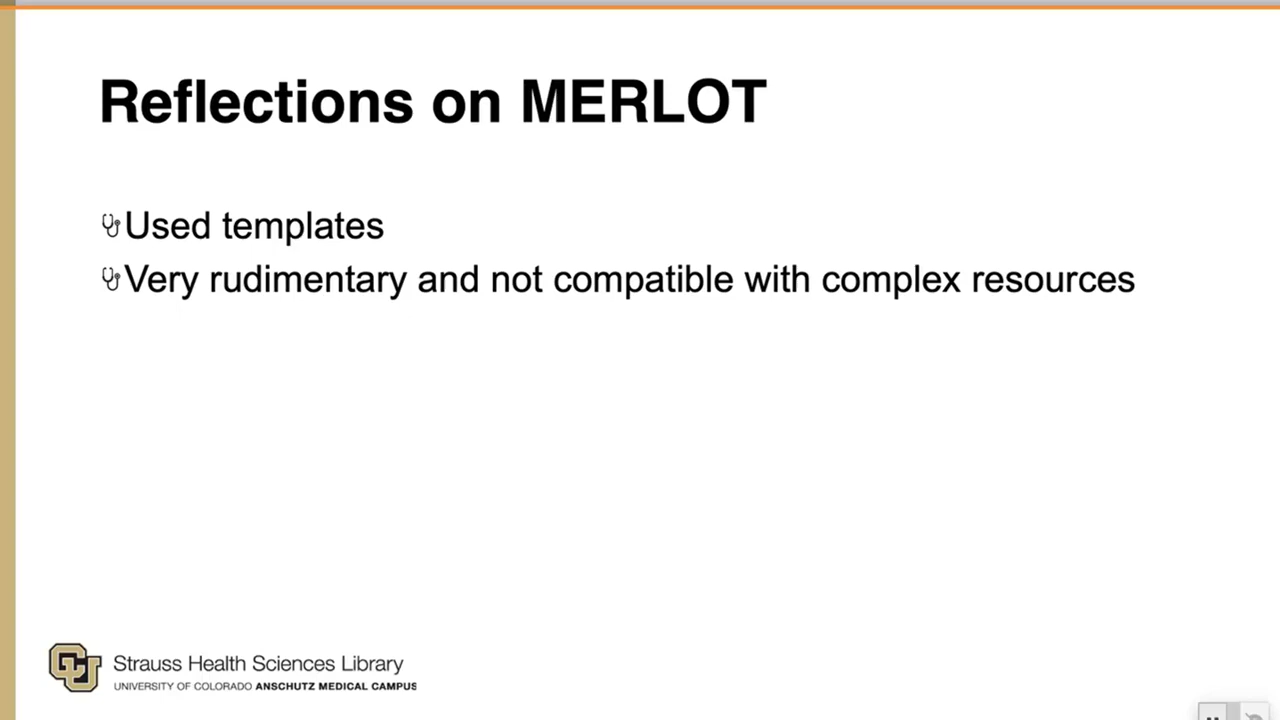 Reflections on MERLOT
Used templates
Very rudimentary and not compatible with complex resources
CU
Strauss Health Sciences Library
UNIVERSITY OF COLORADO ANSCHUTZ MEDICAL CAMPUS